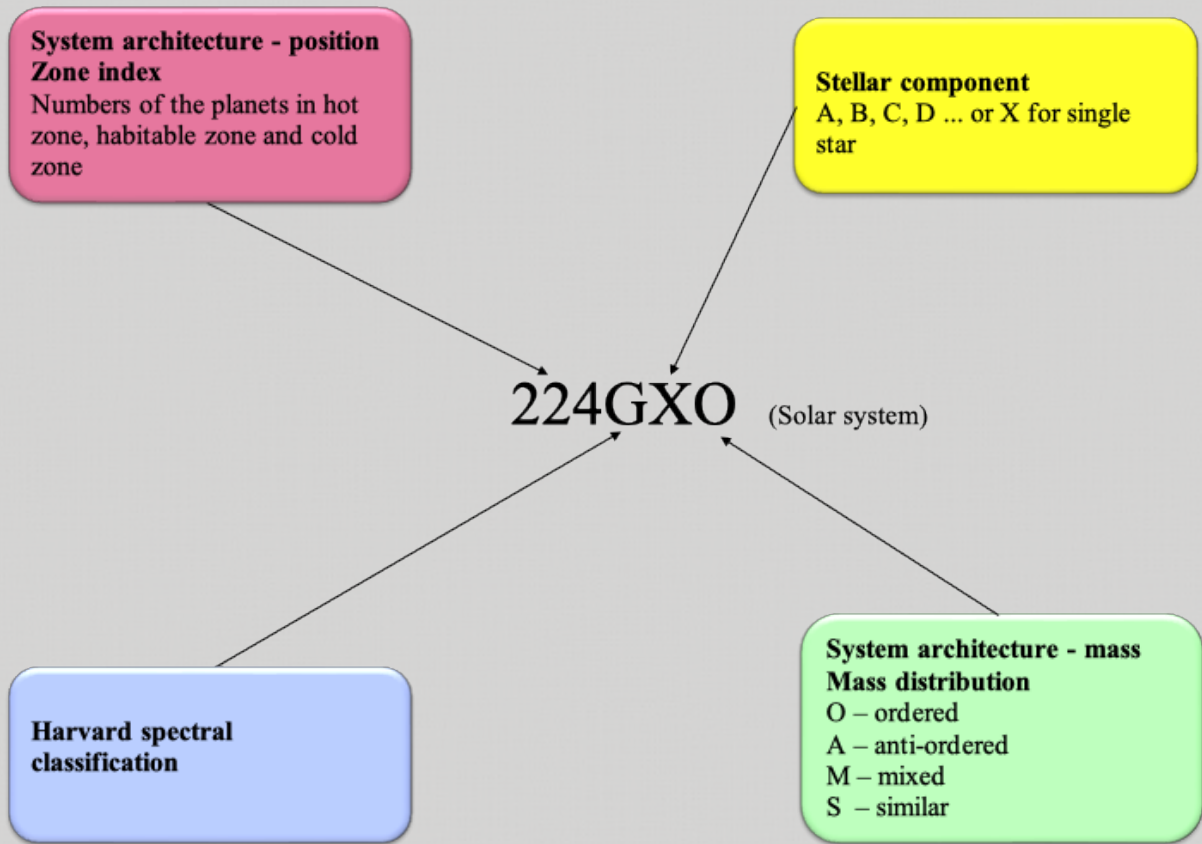 System architecture - position
Zone index
Numbers of the planets in hot
zone, habitable zone and cold
zone
Stellar component
A, B, C, D ... or X for single
star
224GXO (Solar system)
Harvard spectral
classification
System architecture - mass
Mass distribution
O – ordered
A – anti-ordered
M – mixed
S – similar